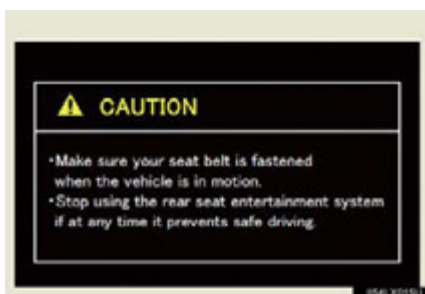 CAUTION
・Make sure your seat belt is fastened
when the vehicle is in motion.
・Stop using the rear seat entertainment system
if at any time it prevents safe driving.